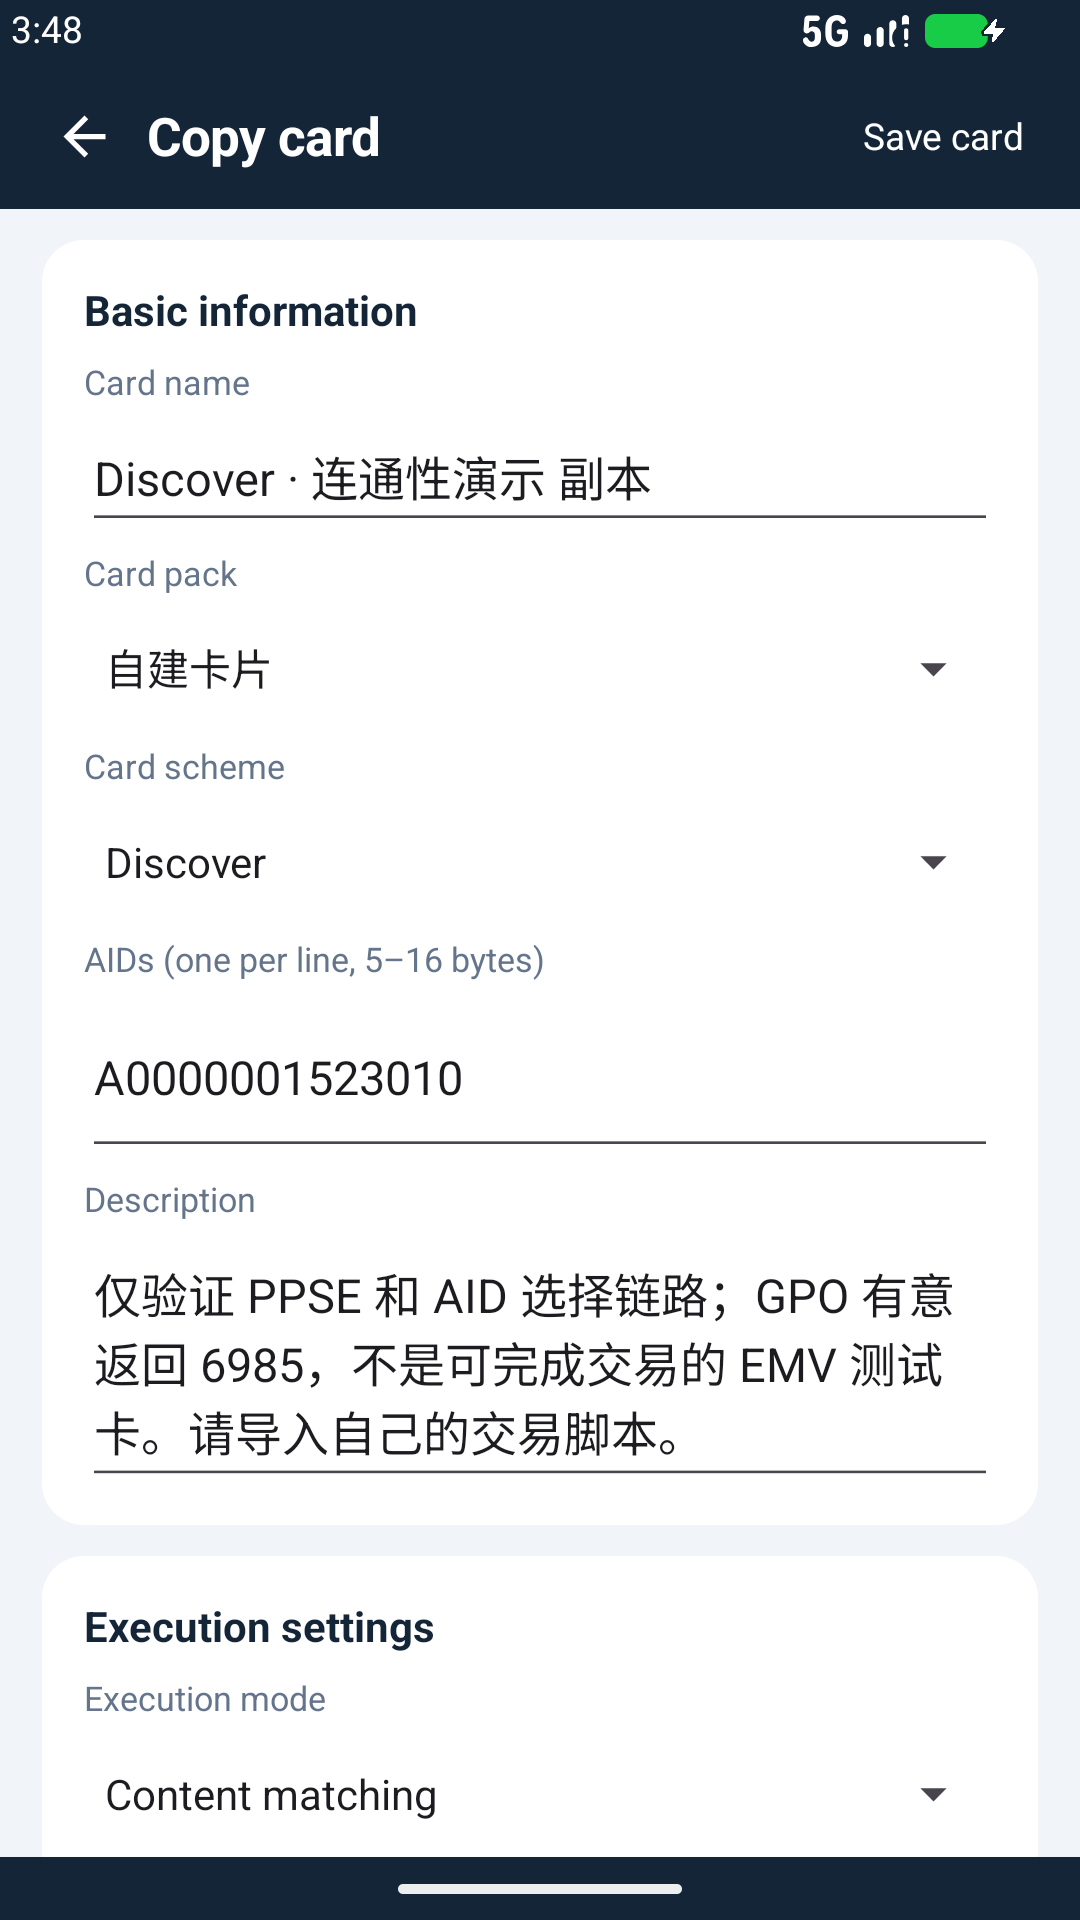 3:48
5G
Copy card
Save card
Basic information
Card name
Discover · 连通性演示 副本
Card pack
自建卡片
Card scheme
Discover
AIDs (one per line, 5–16 bytes)
A0000001523010
Description
仅验证 PPSE 和 AID 选择链路；GPO 有意
返回 6985，不是可完成交易的 EMV 测试
卡。请导入自己的交易脚本。
Execution settings
Execution mode
Content matching